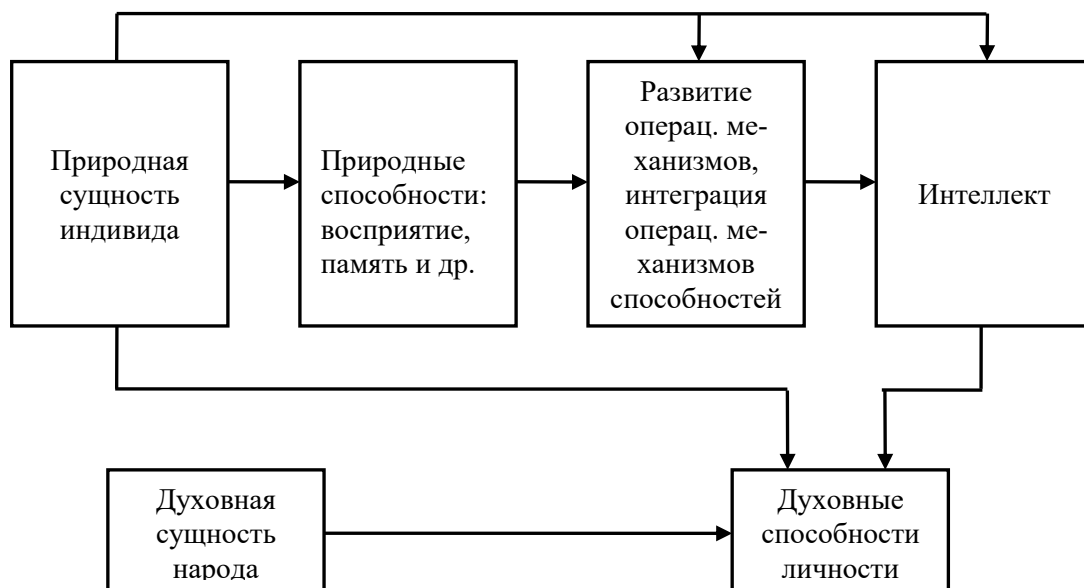 Природная
сущность
индивида
Природные
способности:
восприятие,
память и др.
Развитие
операц. ме-
ханизмов,
интеграция
операц. ме-
ханизмов
способностей
Интеллект
Духовная
сущность
народа
Духовные
способности
личности